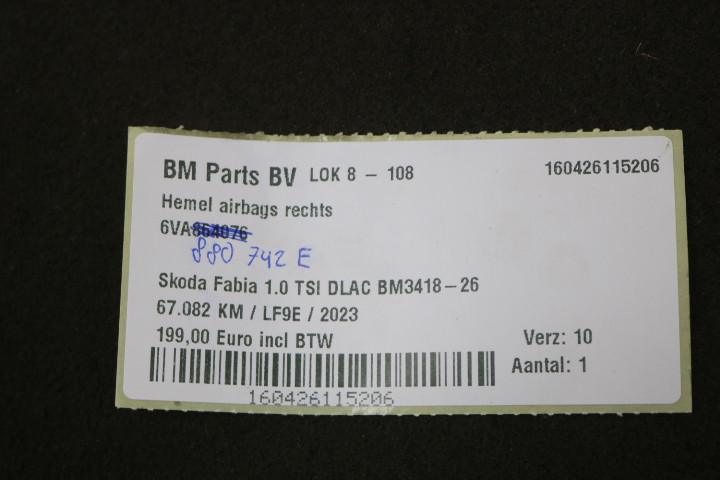 BM Parts BV LOK 8 - 108 160426115206
Hemel airbags rechts
6VA864076
880 742 E
Skoda Fabia 1.0 TSI DLAC BM3418-26
67.082 KM / LF9E / 2023
199,00 Euro incl BTW Verz: 10
Aantal: 1
160426115206